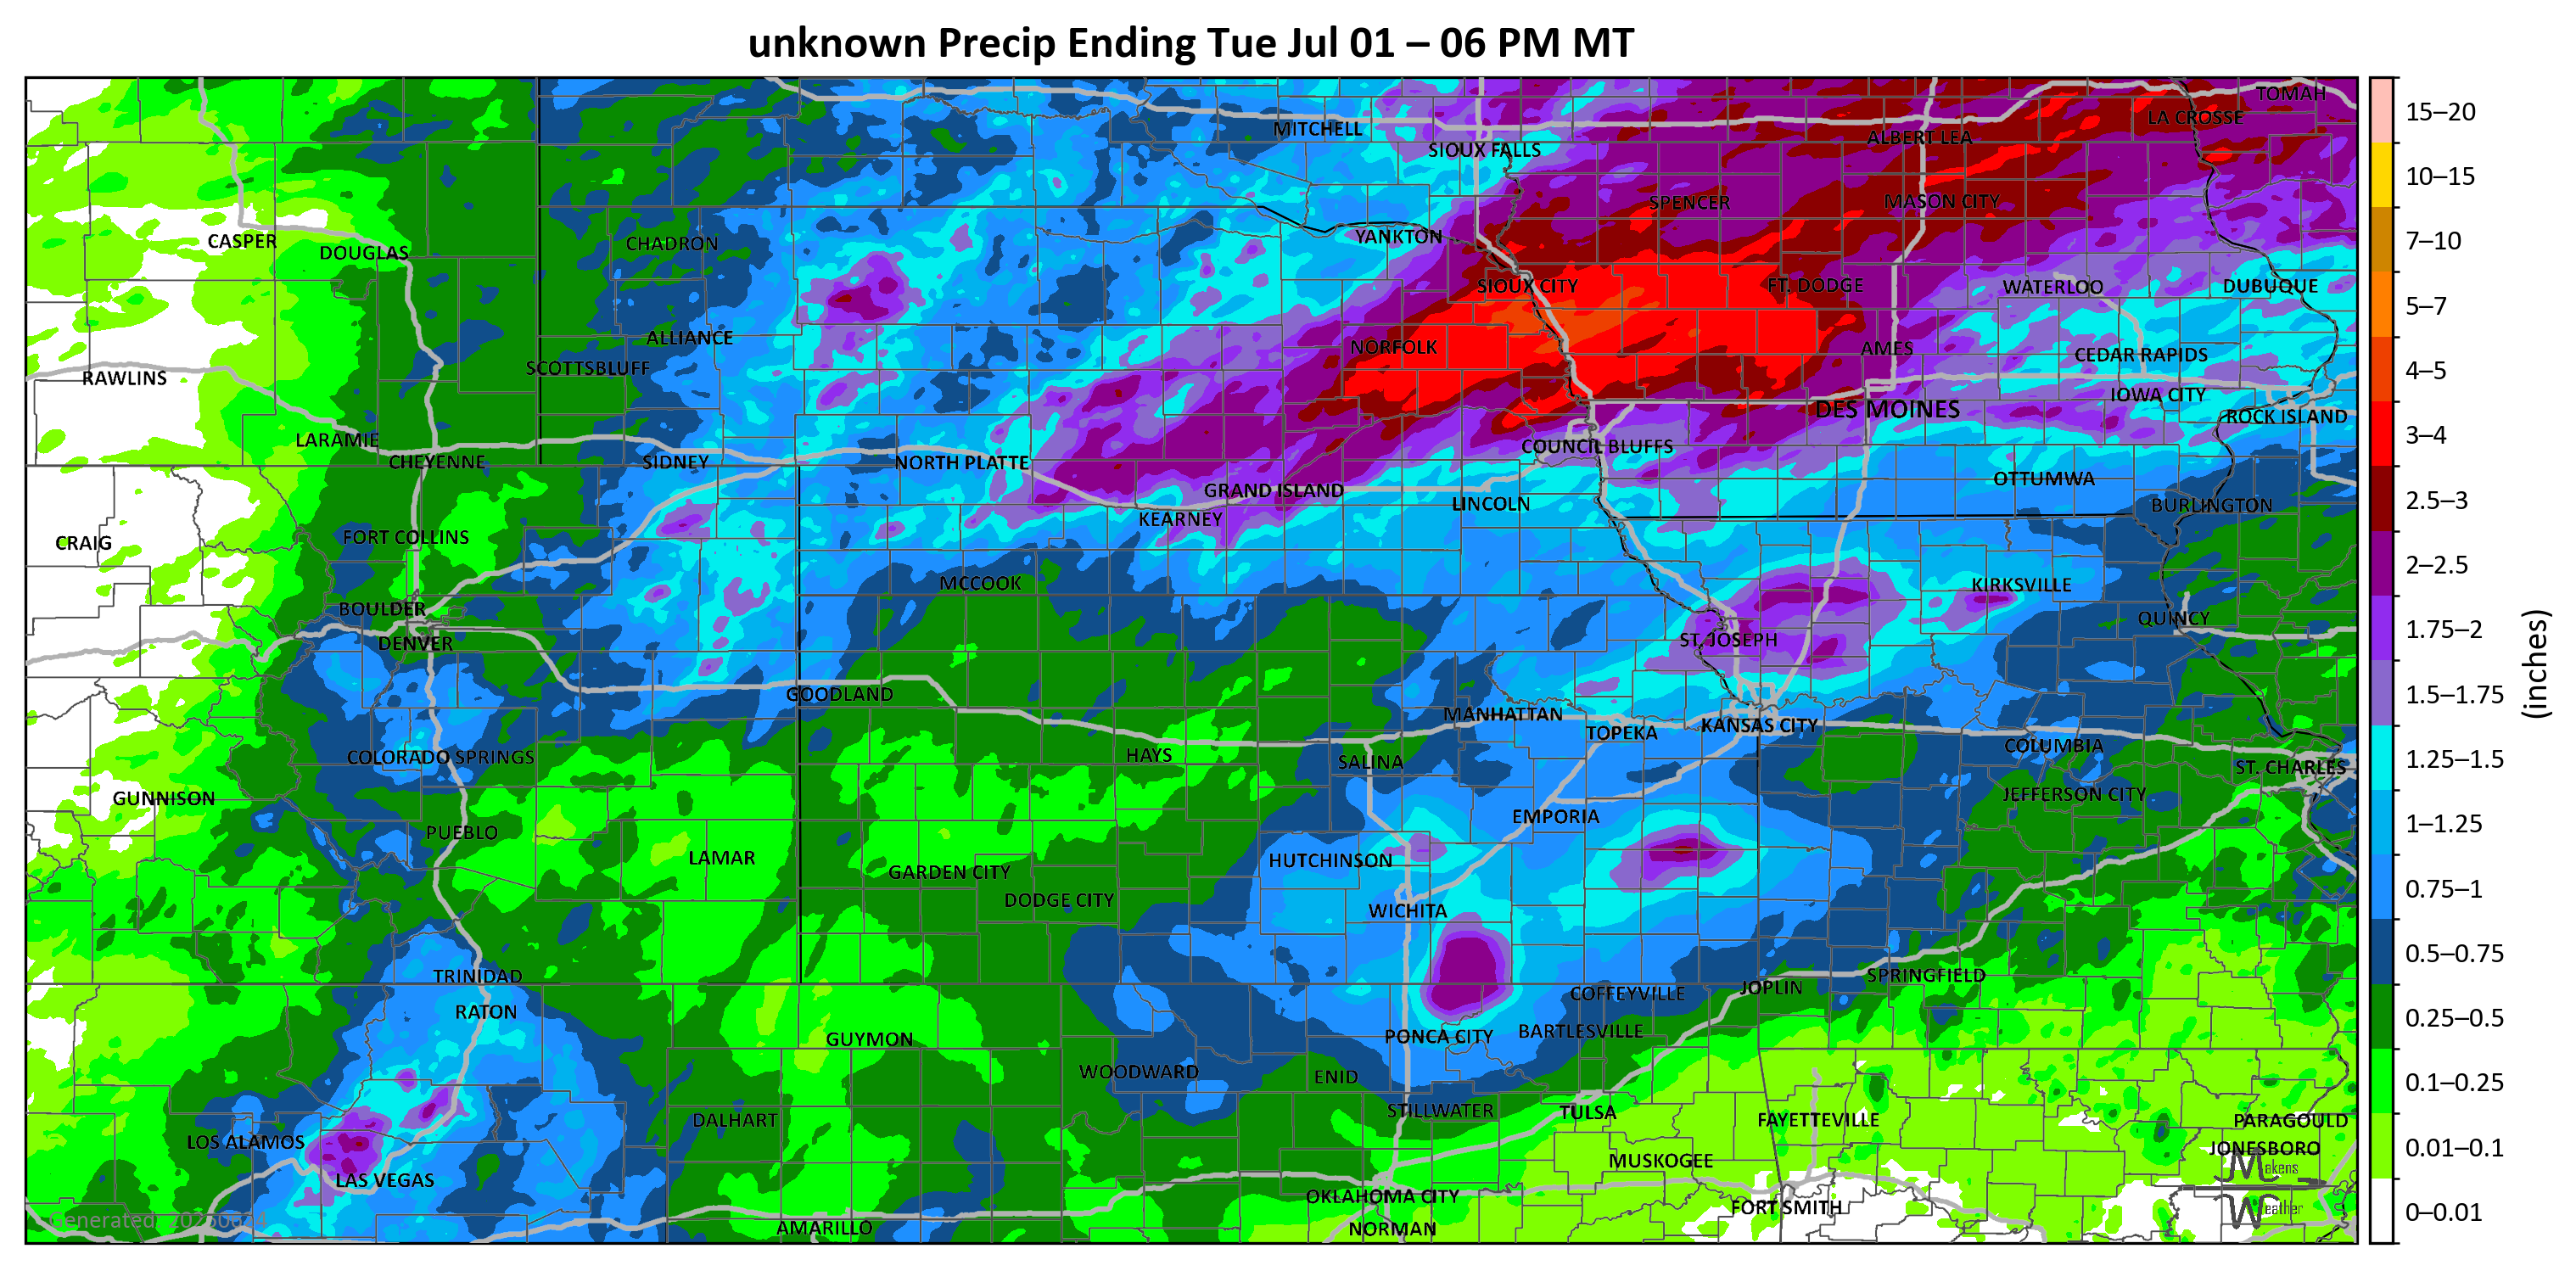 unknown Precip Ending Tue Jul 01 – 06 PM MT
TOMAH
LA CROSSE
MITCHELL
ALBERT LEA
SIOUX FALLS
SPENCER
MASON CITY
CASPER
DOUGLAS
CHADRON
YANKTON
SIOUX CITY
FT. DODGE
WATERLOO
DUBUQUE
ALLIANCE
NORFOLK
AMES
CEDAR RAPIDS
RAWLINS
SCOTTSBLUFF
IOWA CITY
DES MOINES
ROCK ISLAND
LARAMIE
COUNCIL BLUFFS
CHEYENNE
SIDNEY
NORTH PLATTE
OTTUMWA
GRAND ISLAND
LINCOLN
BURLINGTON
KEARNEY
CRAIG
FORT COLLINS
MCCOOK
KIRKSVILLE
BOULDER
QUINCY
DENVER
ST. JOSEPH
GOODLAND
MANHATTAN
TOPEKA
KANSAS CITY
COLUMBIA
COLORADO SPRINGS
HAYS
SALINA
ST. CHARLES
GUNNISON
JEFFERSON CITY
PUEBLO
EMPORIA
LAMAR
HUTCHINSON
GARDEN CITY
DODGE CITY
WICHITA
TRINIDAD
SPRINGFIELD
JOPLIN
COFFEYVILLE
RATON
GUYMON
PONCA CITY
BARTLESVILLE
WOODWARD
ENID
STILLWATER
TULSA
DALHART
FAYETTEVILLE
PARAGOULD
LOS ALAMOS
JONESBORO
MUSKOGEE
LAS VEGAS
OKLAHOMA CITY
FORT SMITH
AMARILLO
NORMAN
Makens
Weather
15–20
10–15
7–10
5–7
4–5
3–4
2.5–3
2–2.5
1.75–2
1.5–1.75
1.25–1.5
1–1.25
0.75–1
0.5–0.75
0.25–0.5
0.1–0.25
0.01–0.1
0–0.01
(inches)
Generated: